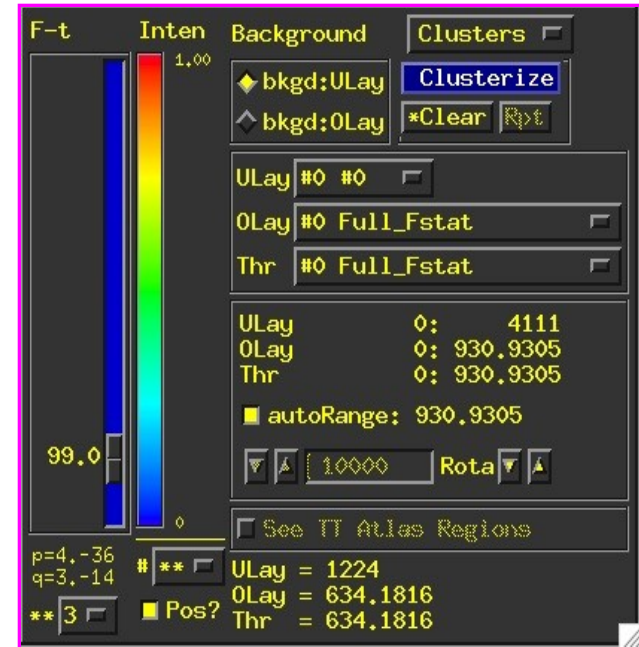 F-t Inten Background Clusters
1.00
bkgd:ULay Clusterize
bkgd:OLay *Clear Rpt
ULay #0 #0
OLay #0 Full_Fstat
Thr #0 Full_Fstat
ULay 0: 4111
OLay 0: 930.9305
Thr 0: 930.9305
autoRange: 930.9305
99.0 10000 Rota
0
See TT Atlas Regions
p=4.-36
q=3.-14
# **
** 3
Pos?
ULay = 1224
OLay = 634.1816
Thr = 634.1816